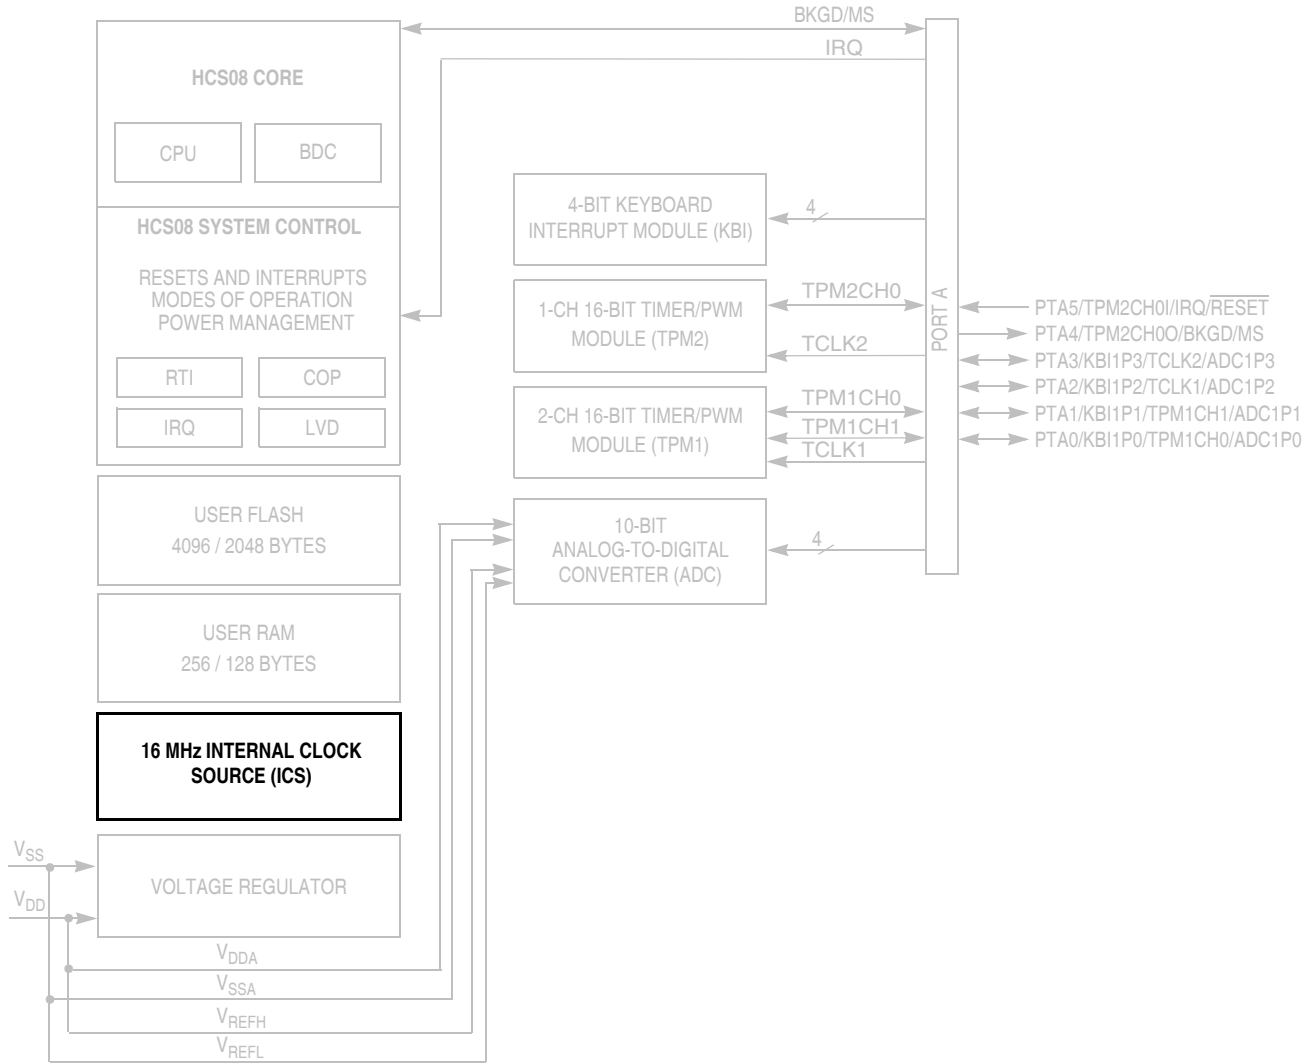 BKGD/MS
IRQ
HCS08 CORE
CPU
BDC
HCS08 SYSTEM CONTROL
RESETS AND INTERRUPTS
MODES OF OPERATION
POWER MANAGEMENT
RTI
COP
IRQ
LVD
USER FLASH
4096 / 2048 BYTES
USER RAM
256 / 128 BYTES
16 MHz INTERNAL CLOCK
SOURCE (ICS)
VOLTAGE REGULATOR
VSS
VDD
VDDA
VSSA
VREFH
VREFL
4-BIT KEYBOARD
INTERRUPT MODULE (KBI)
4
1-CH 16-BIT TIMER/PWM
MODULE (TPM2)
TPM2CH0
TCLK2
2-CH 16-BIT TIMER/PWM
MODULE (TPM1)
TPM1CH0
TPM1CH1
TCLK1
10-BIT
ANALOG-TO-DIGITAL
CONVERTER (ADC)
4
PORT A
PTA5/TPM2CH0I/IRQ/RESET
PTA4/TPM2CH0O/BKGD/MS
PTA3/KBI1P3/TCLK2/ADC1P3
PTA2/KBI1P2/TCLK1/ADC1P2
PTA1/KBI1P1/TPM1CH1/ADC1P1
PTA0/KBI1P0/TPM1CH0/ADC1P0